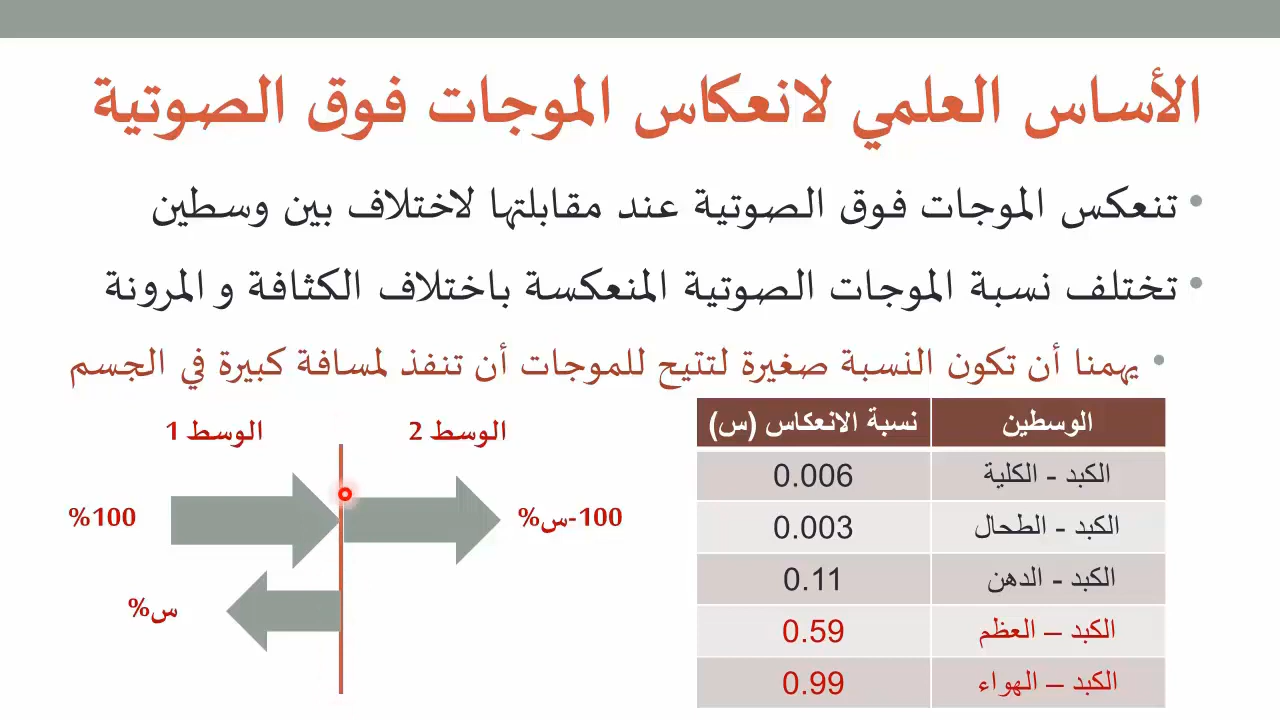 الأساس العلمي لانعكاس الموجات فوق الصوتية
• تنعكس الموجات فوق الصوتية عند مقابلتها لاختلاف بين وسطين
• تختلف نسبة الموجات الصوتية المنعكسة باختلاف الكثافة و المرونة
• يهمنا أن تكون النسبة صغيرة لتتيح للموجات أن تنفذ لمسافة كبيرة في الجسم
الوسطين نسبة الانعكاس (س)
الكبد - الكلية 0.006
الكبد - الطحال 0.003
الكبد - الدهن 0.11
الكبد – العظم 0.59
الكبد – الهواء 0.99
الوسط 2 الوسط 1
100-س% 100%
س%